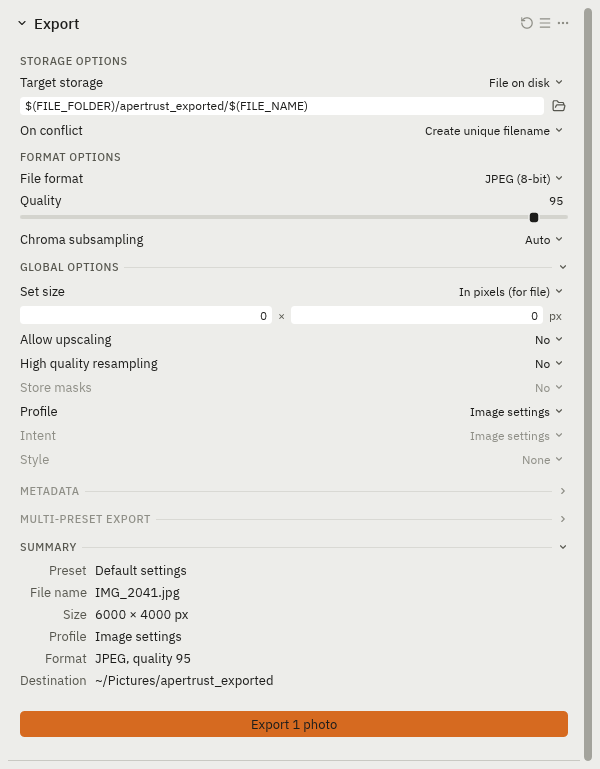 Export
STORAGE OPTIONS
Target storage File on disk
$(FILE_FOLDER)/apertrust_exported/$(FILE_NAME)
On conflict Create unique filename
FORMAT OPTIONS
File format JPEG (8-bit)
Quality 95
Chroma subsampling Auto
GLOBAL OPTIONS
Set size In pixels (for file)
0 × 0 px
Allow upscaling No
High quality resampling No
Store masks No
Profile Image settings
Intent Image settings
Style None
METADATA
MULTI-PRESET EXPORT
SUMMARY
Preset Default settings
File name IMG_2041.jpg
Size 6000 × 4000 px
Profile Image settings
Format JPEG, quality 95
Destination ~/Pictures/apertrust_exported
Export 1 photo